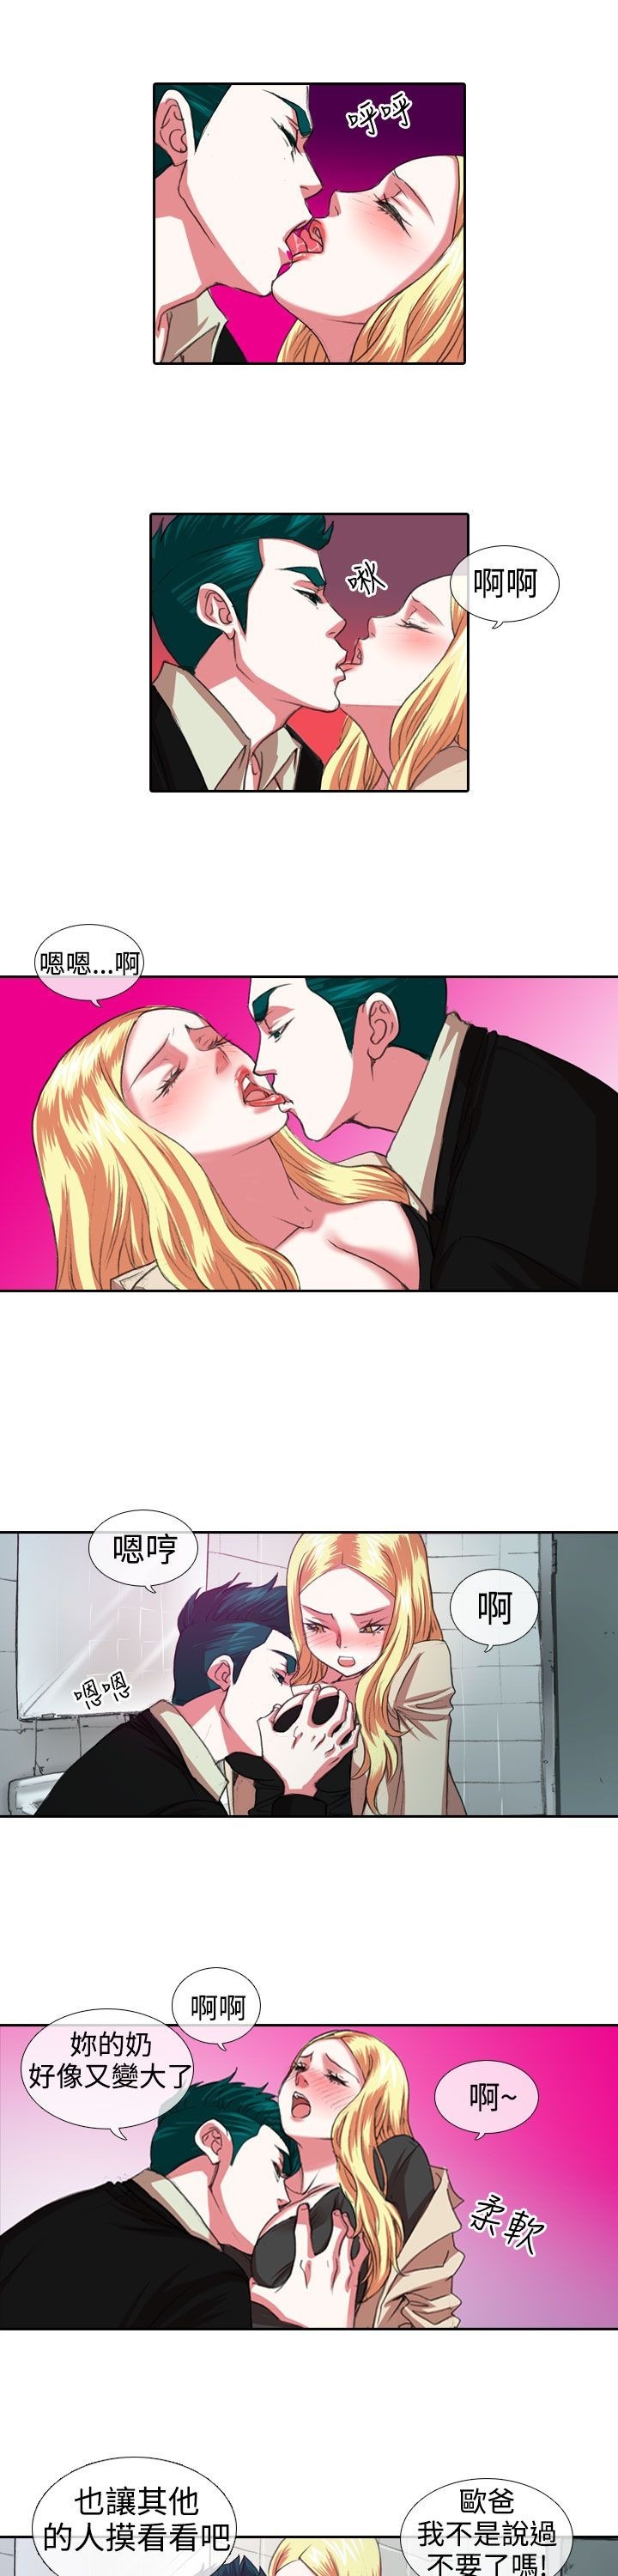 呼呼
啾
啊啊
嗯嗯...啊
嗯哼
啊
嗯嗯
啊啊
妳的奶
好像又變大了
啊~
柔軟
也讓其他
的人摸看看吧
歐爸
我不是說過
不要了嗎!